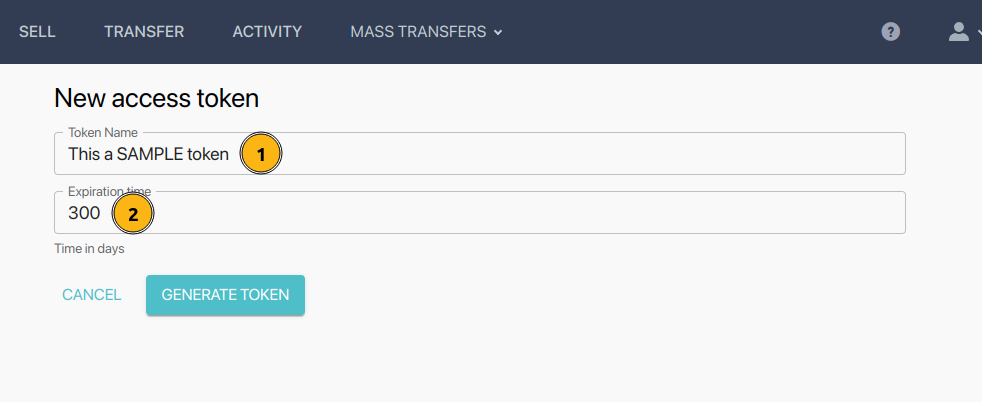 SELL TRANSFER ACTIVITY MASS TRANSFERS ?
New access token
Token Name
This a SAMPLE token 1
Expiration time
300 2
Time in days
CANCEL GENERATE TOKEN